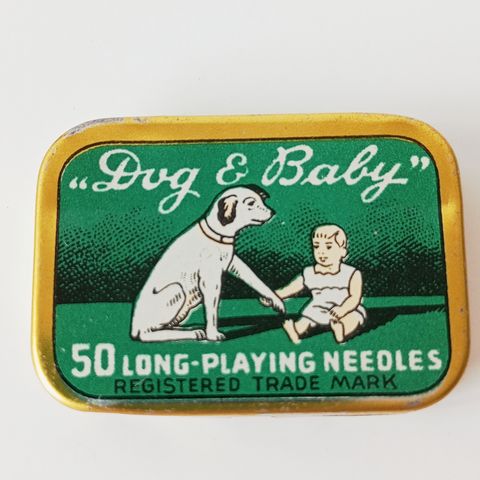 "Dog & Baby"
50 LONG-PLAYING NEEDLES
REGISTERED TRADE MARK